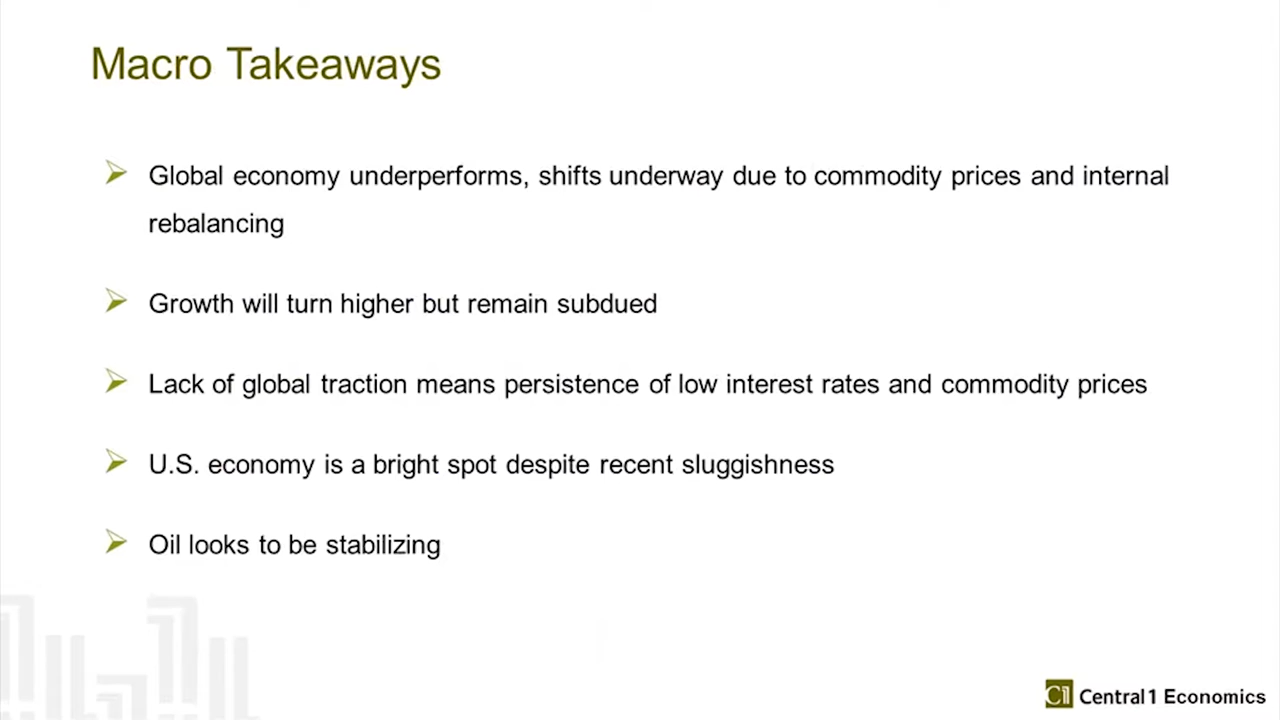 Macro Takeaways
Global economy underperforms, shifts underway due to commodity prices and internal
rebalancing
Growth will turn higher but remain subdued
Lack of global traction means persistence of low interest rates and commodity prices
U.S. economy is a bright spot despite recent sluggishness
Oil looks to be stabilizing
C1 Central 1 Economics